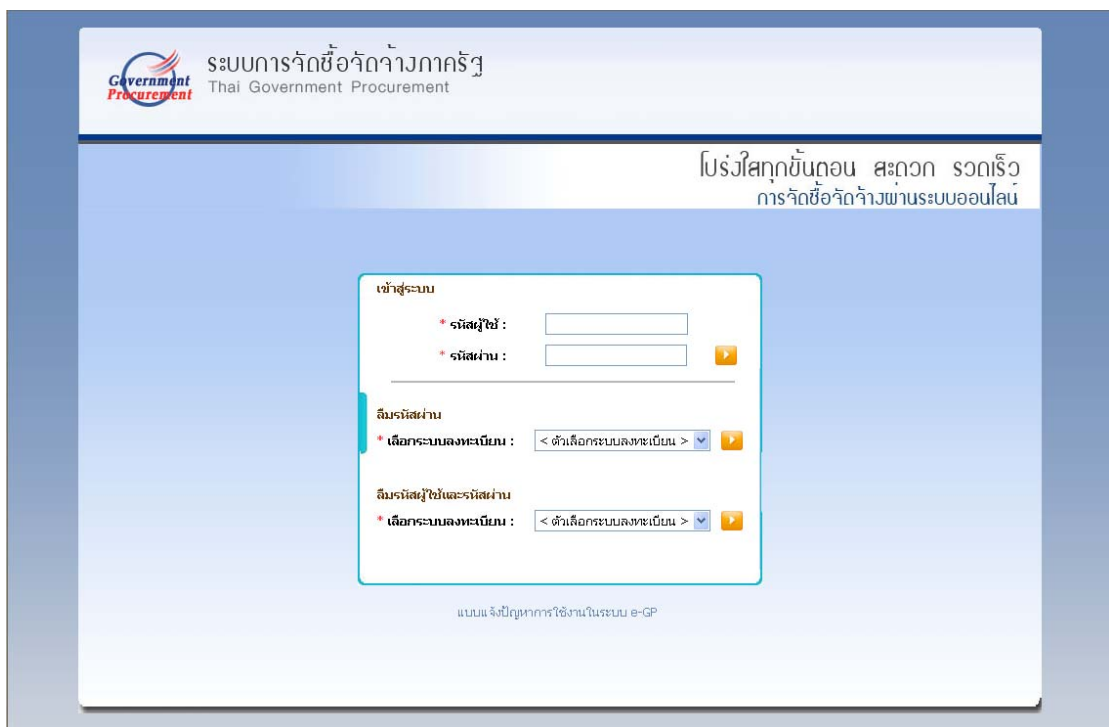 Government
Procurement
ระบบการจัดซื้อจัดจ้างภาครัฐ
Thai Government Procurement
โปร่งใสทุกขั้นตอน สะดวก รวดเร็ว
การจัดซื้อจัดจ้างผ่านระบบออนไลน์
เข้าสู่ระบบ
* รหัสผู้ใช้ :
* รหัสผ่าน :
ลืมรหัสผ่าน
* เลือกระบบลงทะเบียน : < ตัวเลือกระบบลงทะเบียน >
ลืมรหัสผู้ใช้และรหัสผ่าน
* เลือกระบบลงทะเบียน : < ตัวเลือกระบบลงทะเบียน >
แบบแจ้งปัญหาการใช้งานในระบบ e-GP